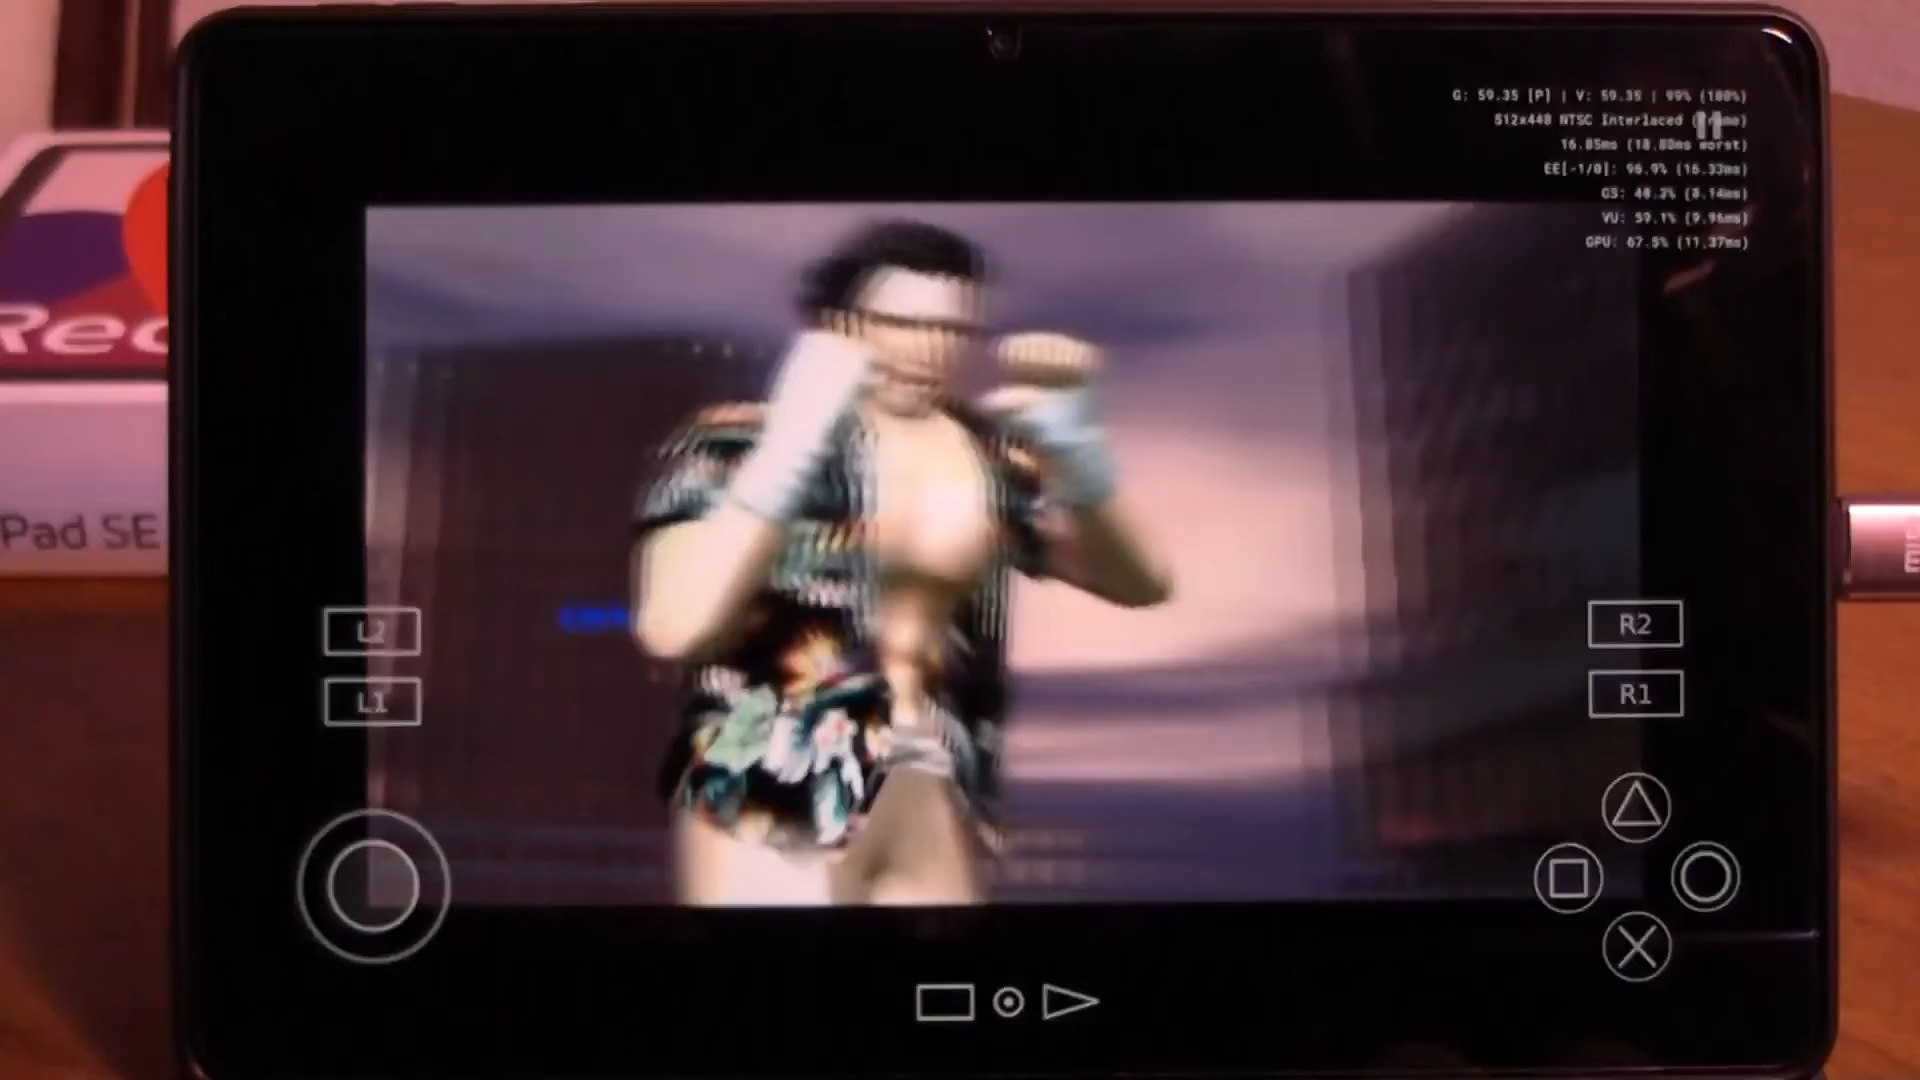 G: 59.35 [P] | V: 59.35 | 99% (100%)
512x448 NTSC Interlaced
16.85ms (18.80ms worst)
EE[-1/0]: 96.9% (16.33ms)
GS: 48.3% (8.14ms)
VU: 59.1% (9.96ms)
GPU: 67.5% (11.37ms)
Pad SE
L2
R2
L1
R1